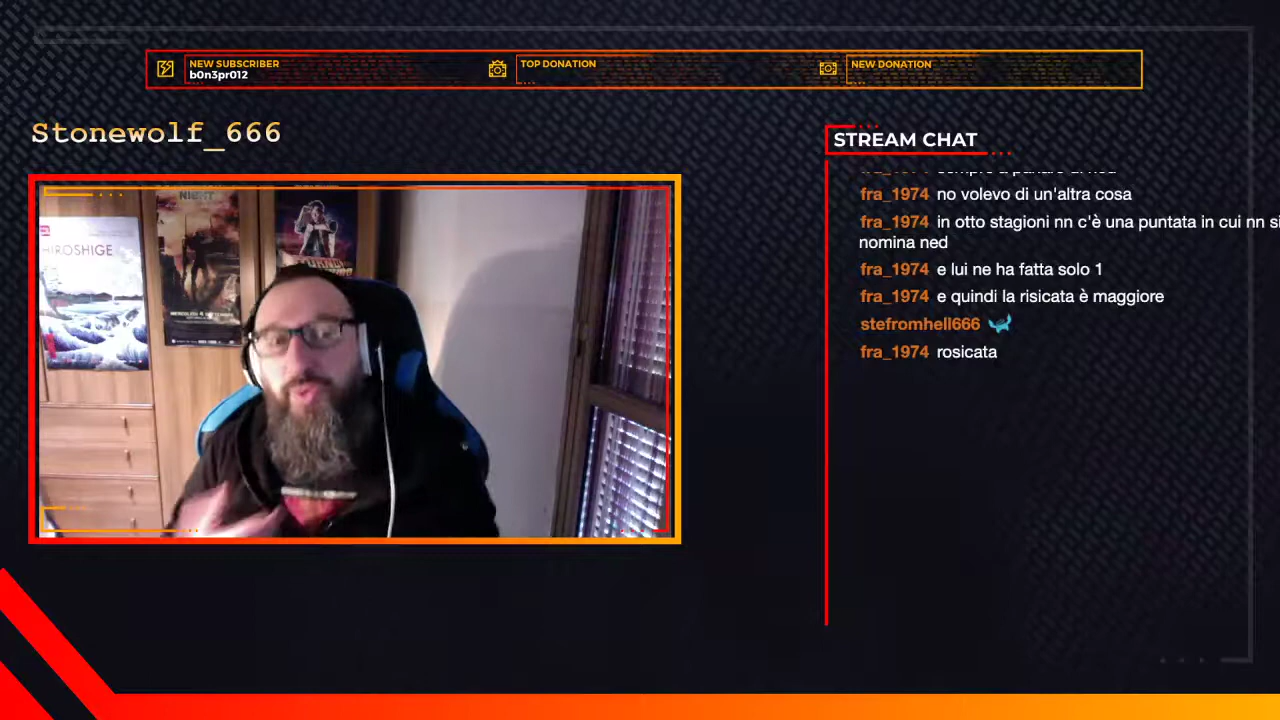 NEW SUBSCRIBER
b0n3pr012
TOP DONATION
NEW DONATION
Stonewolf_666
STREAM CHAT
fra_1974 no volevo di un'altra cosa
fra_1974 in otto stagioni nn c'è una puntata in cui nn si
nomina ned
fra_1974 e lui ne ha fatta solo 1
fra_1974 e quindi la risicata è maggiore
stefromhell666
fra_1974 rosicata
HIROSHIGE
NIGHT